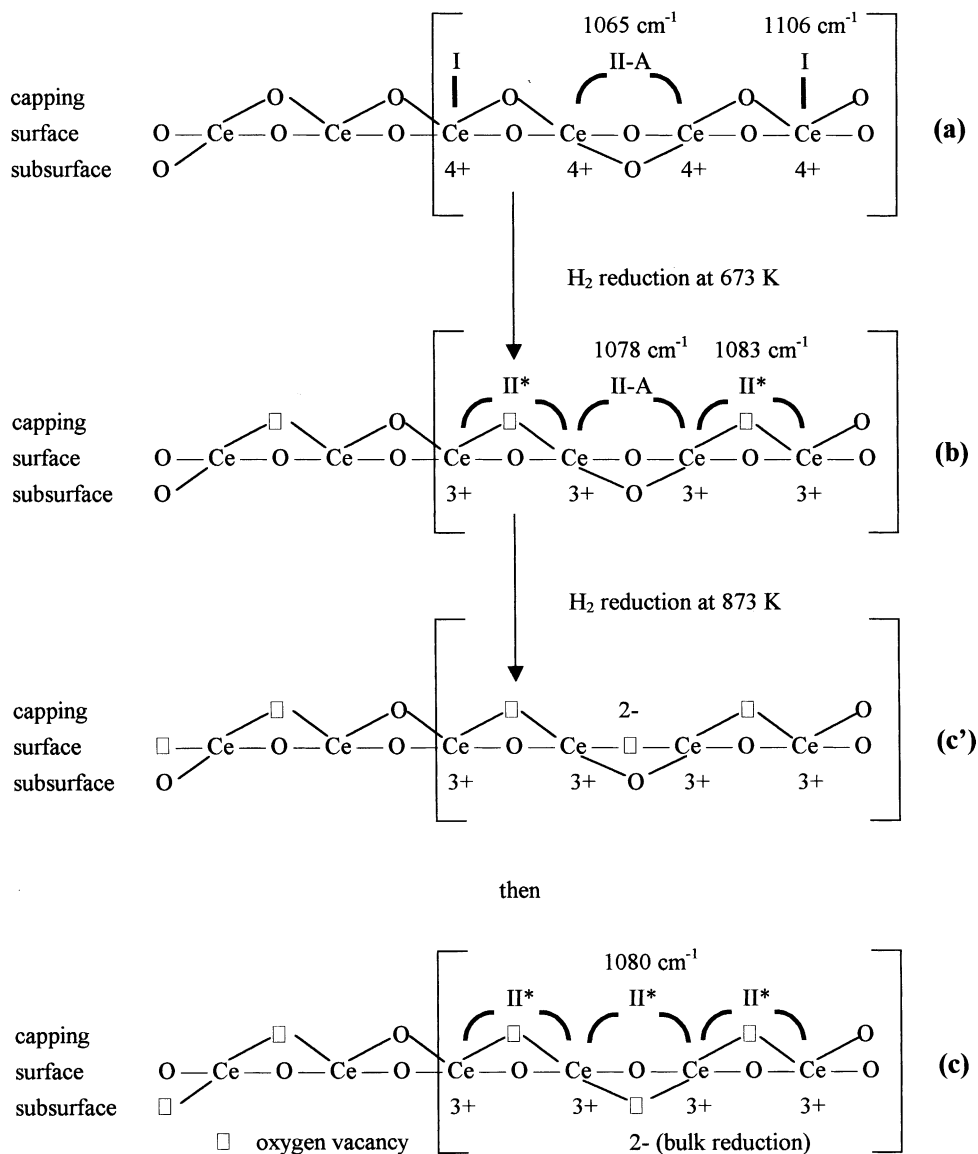 1065 cm-1 1106 cm-1
I II-A I
capping O O O O O
surface O — Ce — O — Ce — O — Ce — O — Ce — O — Ce — O — Ce — O (a)
subsurface O O
4+ 4+ 4+ 4+
H2 reduction at 673 K
1078 cm-1 1083 cm-1
II* II-A II*
capping □ O □ □ O
surface O — Ce — O — Ce — O — Ce — O — Ce — O — Ce — O — Ce — O (b)
subsurface O O
3+ 3+ 3+ 3+
H2 reduction at 873 K
capping □ O □ 2- □ O
surface □ — Ce — O — Ce — O — Ce — O — Ce — □ — Ce — O — Ce — O (c’)
subsurface O O
3+ 3+ 3+ 3+
then
1080 cm-1
II* II* II*
capping □ O □ □ O
surface O — Ce — O — Ce — O — Ce — O — Ce — O — Ce — O — Ce — O (c)
subsurface □ □
3+ 3+ 3+ 3+
□ oxygen vacancy 2- (bulk reduction)